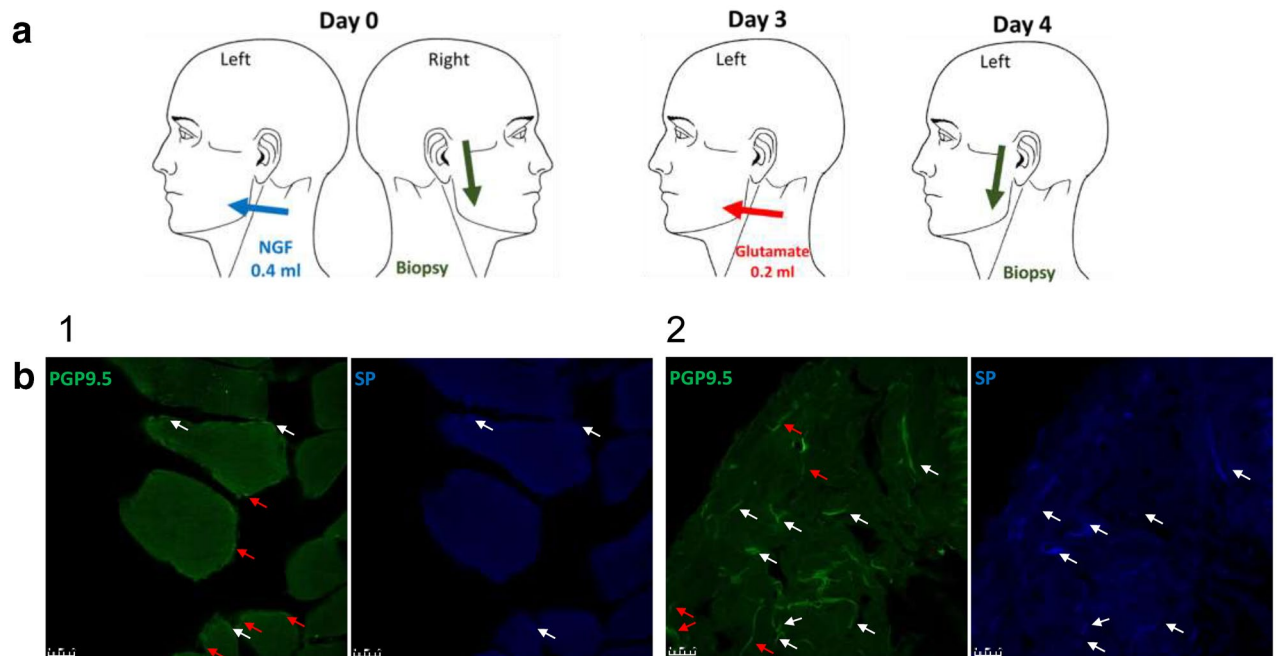 a
Day 0
Day 3
Day 4
Left
Right
Left
Left
NGF
0.4 ml
Biopsy
Glutamate
0.2 ml
Biopsy
1
2
b
PGP9.5
SP
PGP9.5
SP